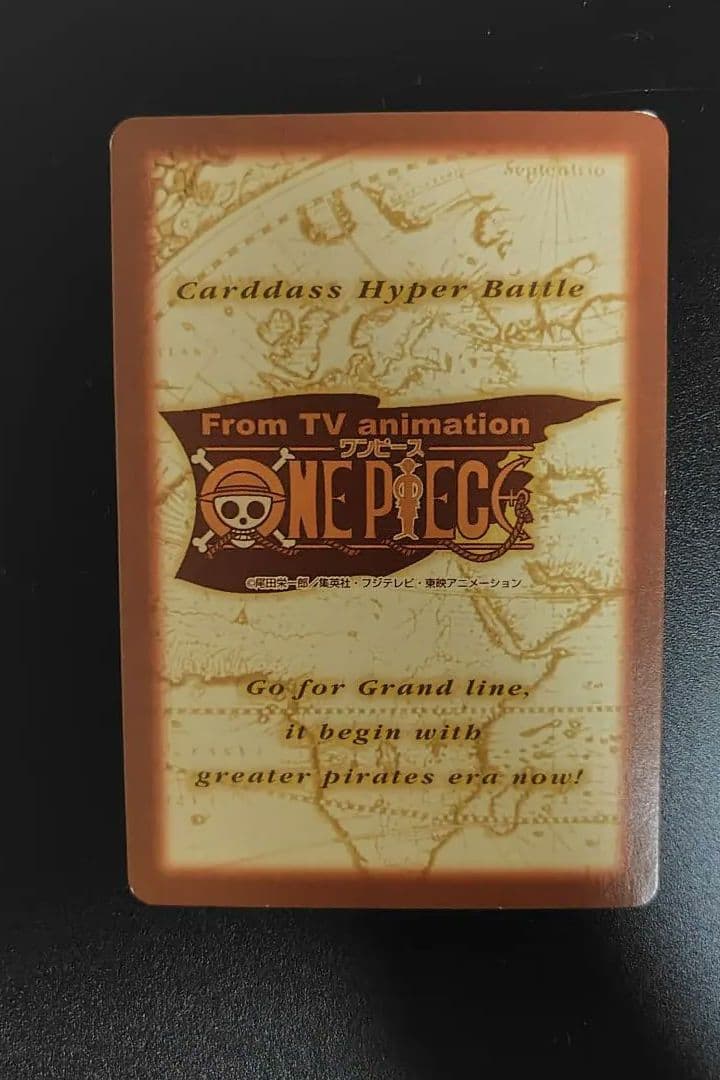 Septentrio
Carddass Hyper Battle
From TV animation
ワンピース
ONE PIECE
©尾田栄一郎／集英社・フジテレビ・東映アニメーション
Go for Grand line,
it begin with
greater pirates era now!